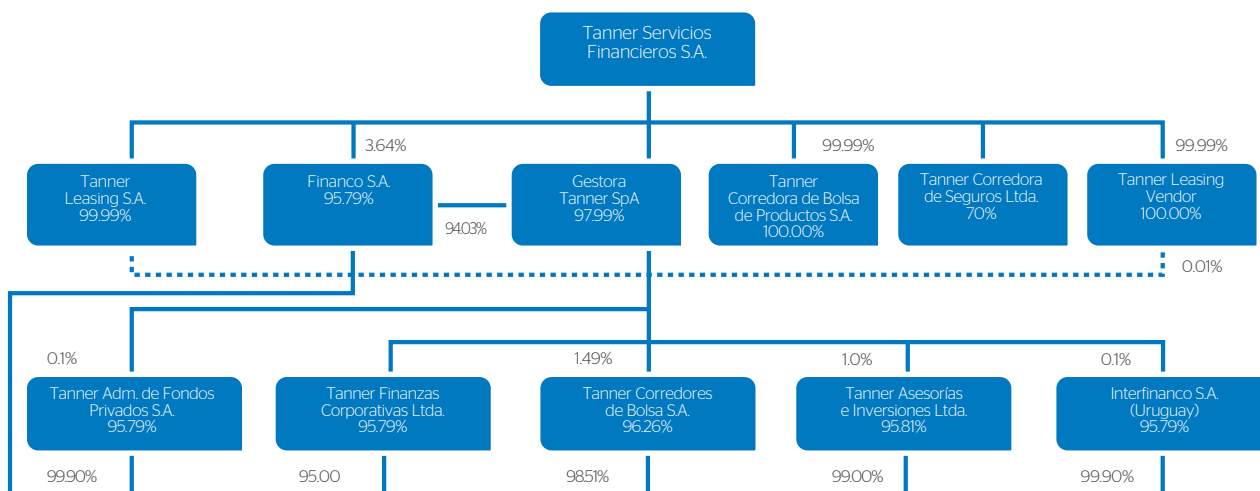 Tanner Servicios
Financieros S.A.
3.64%
99.99%
99.99%
Tanner
Leasing S.A.
99.99%
Financo S.A.
95.79%
94.03%
Gestora
Tanner SpA
97.99%
Tanner
Corredora de Bolsa
de Productos S.A.
100.00%
Tanner Corredora
de Seguros Ltda.
70%
Tanner Leasing
Vendor
100.00%
0.01%
0.1%
1.49%
1.0%
0.1%
Tanner Adm. de Fondos
Privados S.A.
95.79%
Tanner Finanzas
Corporativas Ltda.
95.79%
Tanner Corredores
de Bolsa S.A.
96.26%
Tanner Asesorías
e Inversiones Ltda.
95.81%
Interfinanco S.A.
(Uruguay)
95.79%
99.90%
95.00
98.51%
99.00%
99.90%